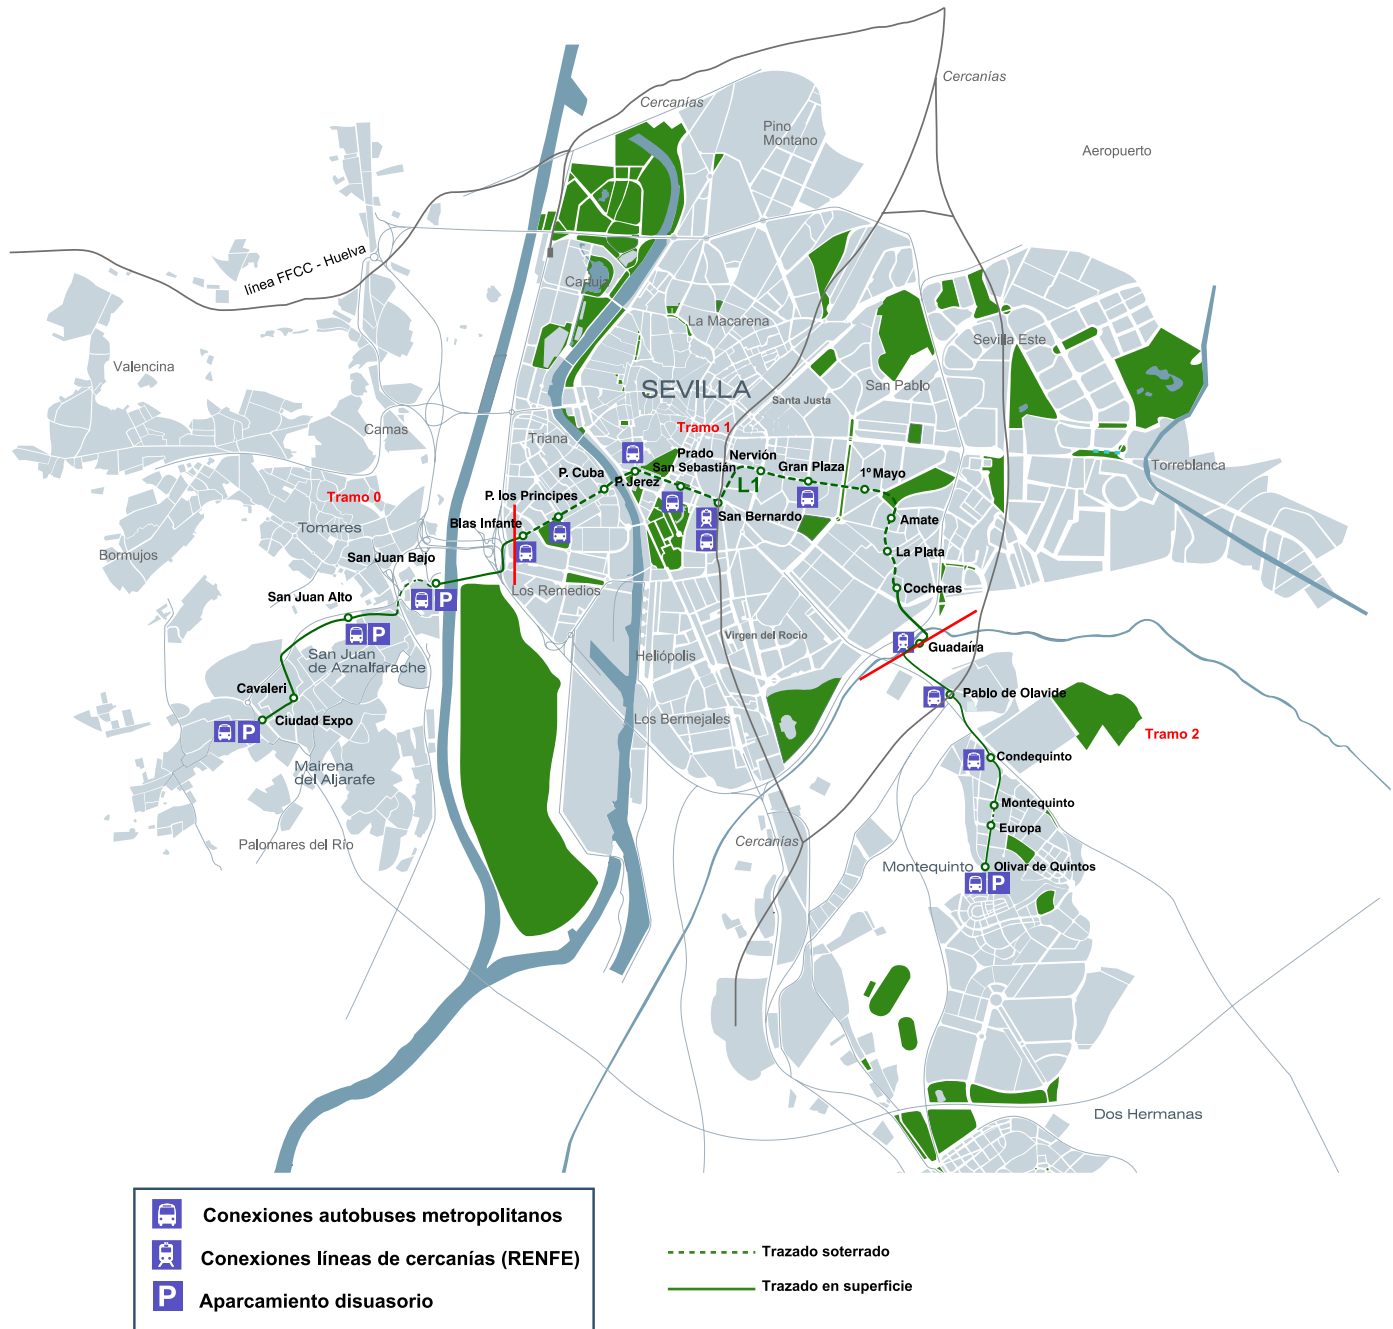 Cercanías
Cercanías
Pino
Montano
Aeropuerto
línea FFCC - Huelva
Cartuja
La Macarena
Sevilla Este
Valencina
SEVILLA
San Pablo
Santa Justa
Camas
Triana
Tramo 1
Prado
San Sebastián
Nervión
Gran Plaza
1º Mayo
Torreblanca
P. Cuba
P. Jerez
L1
Tramo 0
P. los Principes
San Bernardo
Amate
Tomares
Blas Infante
Bormujos
San Juan Bajo
La Plata
Los Remedios
Cocheras
San Juan Alto
P
P
Virgen del Rocio
Guadaíra
San Juan
de Aznalfarache
Heliópolis
Cavaleri
Pablo de Olavide
Ciudad Expo
P
Los Bermejales
Tramo 2
Condequinto
Mairena
del Aljarafe
Montequinto
Europa
Palomares del Río
Cercanías
Montequinto
Olivar de Quintos
P
Dos Hermanas
Conexiones autobuses metropolitanos
Conexiones líneas de cercanías (RENFE)
P Aparcamiento disuasorio
Trazado soterrado
Trazado en superficie